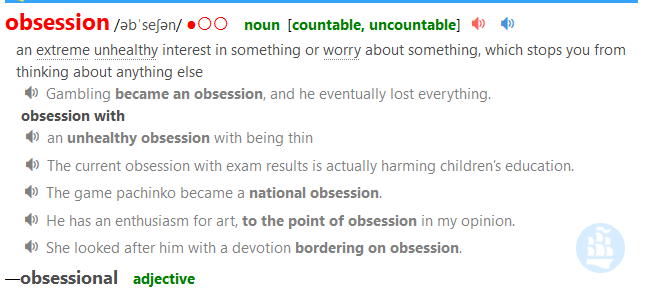 obsession /əbˈseʃən/ ●○○ noun [countable, uncountable]
an extreme unhealthy interest in something or worry about something, which stops you from
thinking about anything else
Gambling became an obsession, and he eventually lost everything.
obsession with
an unhealthy obsession with being thin
The current obsession with exam results is actually harming children’s education.
The game pachinko became a national obsession.
He has an enthusiasm for art, to the point of obsession in my opinion.
She looked after him with a devotion bordering on obsession.
—obsessional adjective